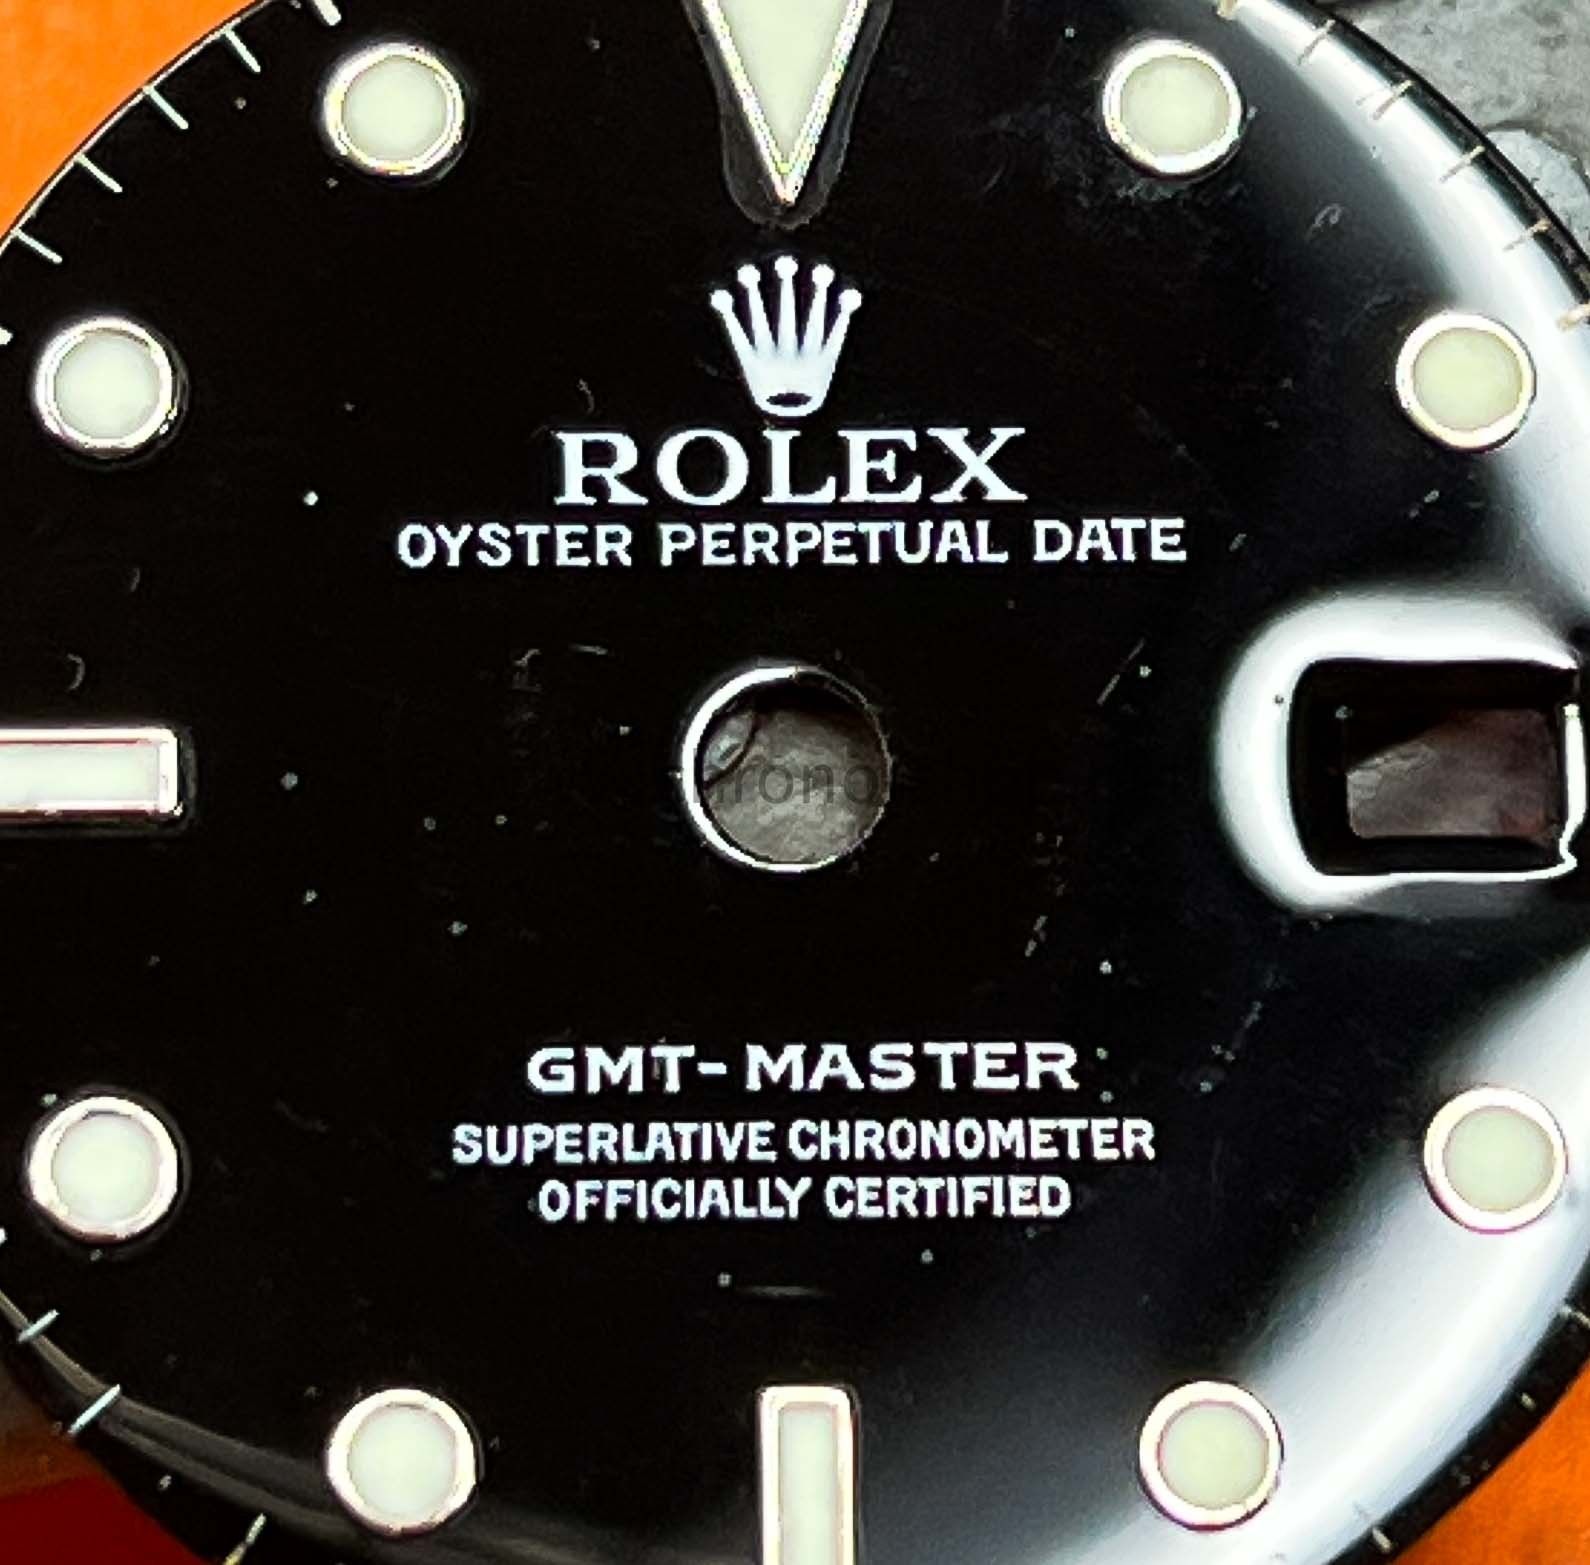 ROLEX
OYSTER PERPETUAL DATE
GMT-MASTER
SUPERLATIVE CHRONOMETER
OFFICIALLY CERTIFIED